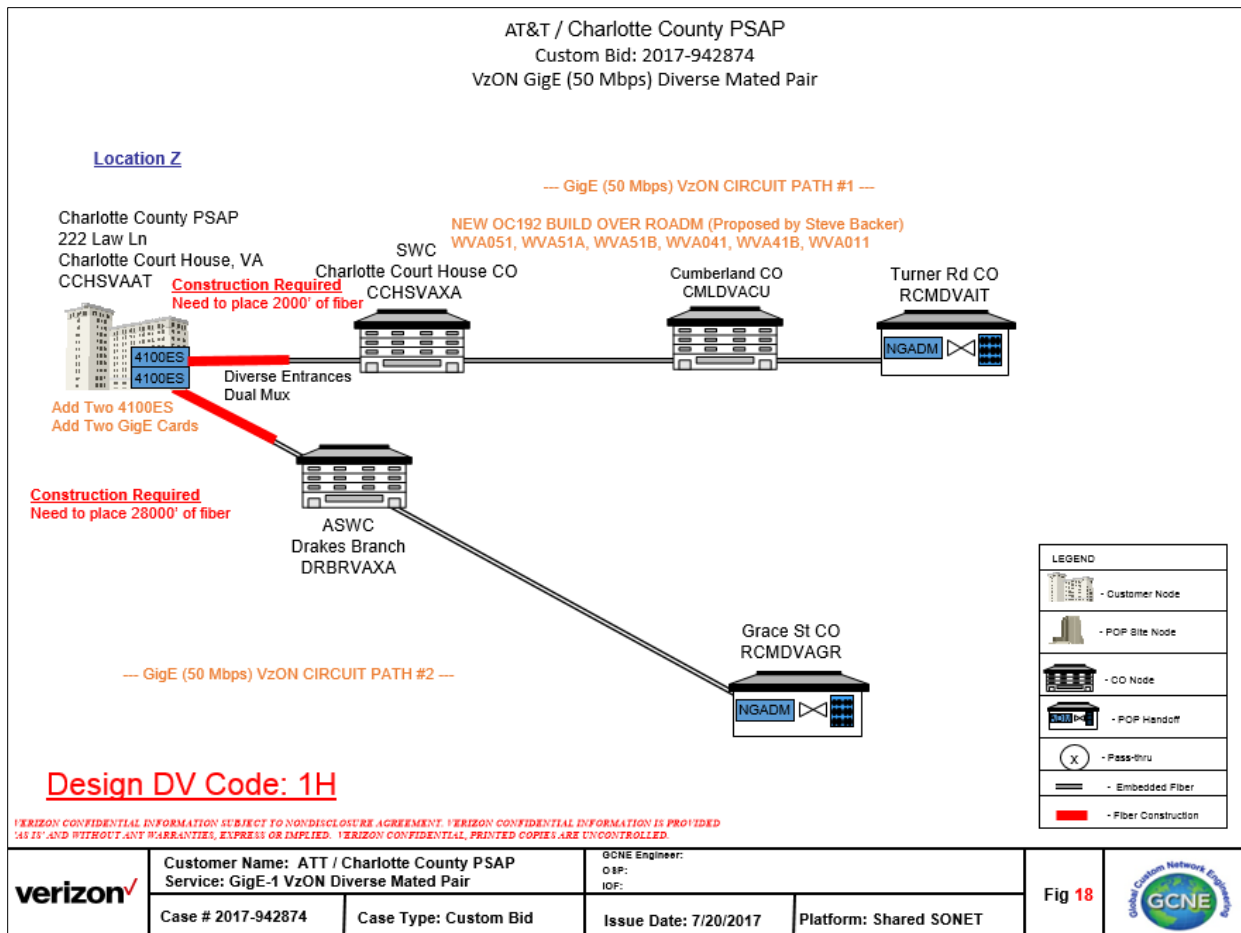 AT&T / Charlotte County PSAP
Custom Bid: 2017-942874
VzON GigE (50 Mbps) Diverse Mated Pair
Location Z
--- GigE (50 Mbps) VzON CIRCUIT PATH #1 ---
Charlotte County PSAP
222 Law Ln
Charlotte Court House, VA
CCHSVAAT
NEW OC192 BUILD OVER ROADM (Proposed by Steve Backer)
WVA051, WVA51A, WVA51B, WVA041, WVA41B, WVA011
Construction Required
Need to place 2000' of fiber
SWC
Charlotte Court House CO
CCHSVAXA
Cumberland CO
CMLDVACU
Turner Rd CO
RCMDVAIT
4100ES
4100ES
NGADM
Diverse Entrances
Dual Mux
Add Two 4100ES
Add Two GigE Cards
Construction Required
Need to place 28000' of fiber
ASWC
Drakes Branch
DRBRVAXA
Grace St CO
RCMDVAGR
NGADM
--- GigE (50 Mbps) VzON CIRCUIT PATH #2 ---
LEGEND
- Customer Node
- POP Site Node
- CO Node
ADM
- POP Handoff
X
- Pass-thru
- Embedded Fiber
- Fiber Construction
Design DV Code: 1H
VERIZON CONFIDENTIAL INFORMATION SUBJECT TO NONDISCLOSURE AGREEMENT. VERIZON CONFIDENTIAL INFORMATION IS PROVIDED
'AS IS' AND WITHOUT ANY WARRANTIES, EXPRESS OR IMPLIED. VERIZON CONFIDENTIAL, PRINTED COPIES ARE UNCONTROLLED.
verizon
Customer Name: ATT / Charlotte County PSAP
Service: GigE-1 VzON Diverse Mated Pair
GCNE Engineer:
OSP:
IOF:
Case # 2017-942874
Case Type: Custom Bid
Issue Date: 7/20/2017
Platform: Shared SONET
Fig 18
Global Custom Network Engineering
GCNE